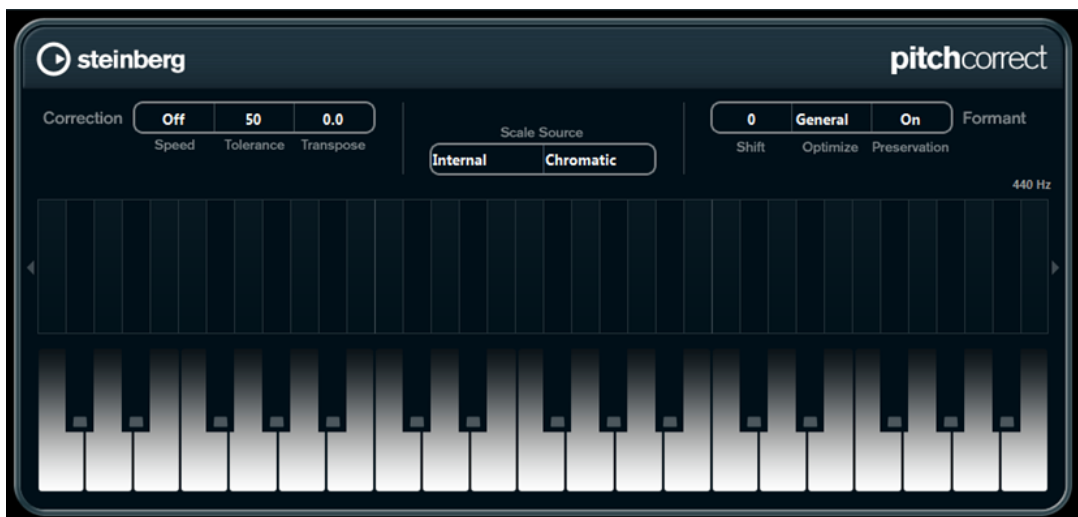 steinberg
pitchcorrect
Correction Off 50 0.0
Speed Tolerance Transpose
Scale Source
Internal Chromatic
0 General On Formant
Shift Optimize Preservation
440 Hz